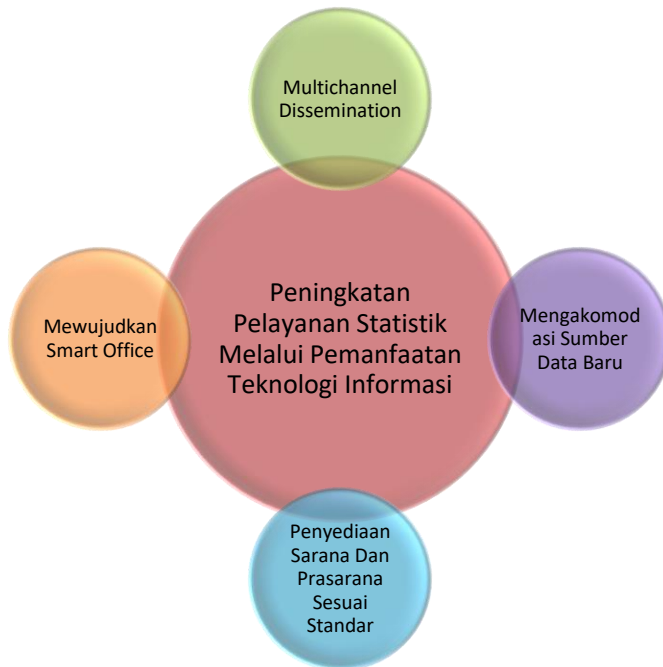 Multichannel
Dissemination
Peningkatan
Pelayanan Statistik
Melalui Pemanfaatan
Teknologi Informasi
Mewujudkan
Smart Office
Mengakomod
asi Sumber
Data Baru
Penyediaan
Sarana Dan
Prasarana
Sesuai
Standar